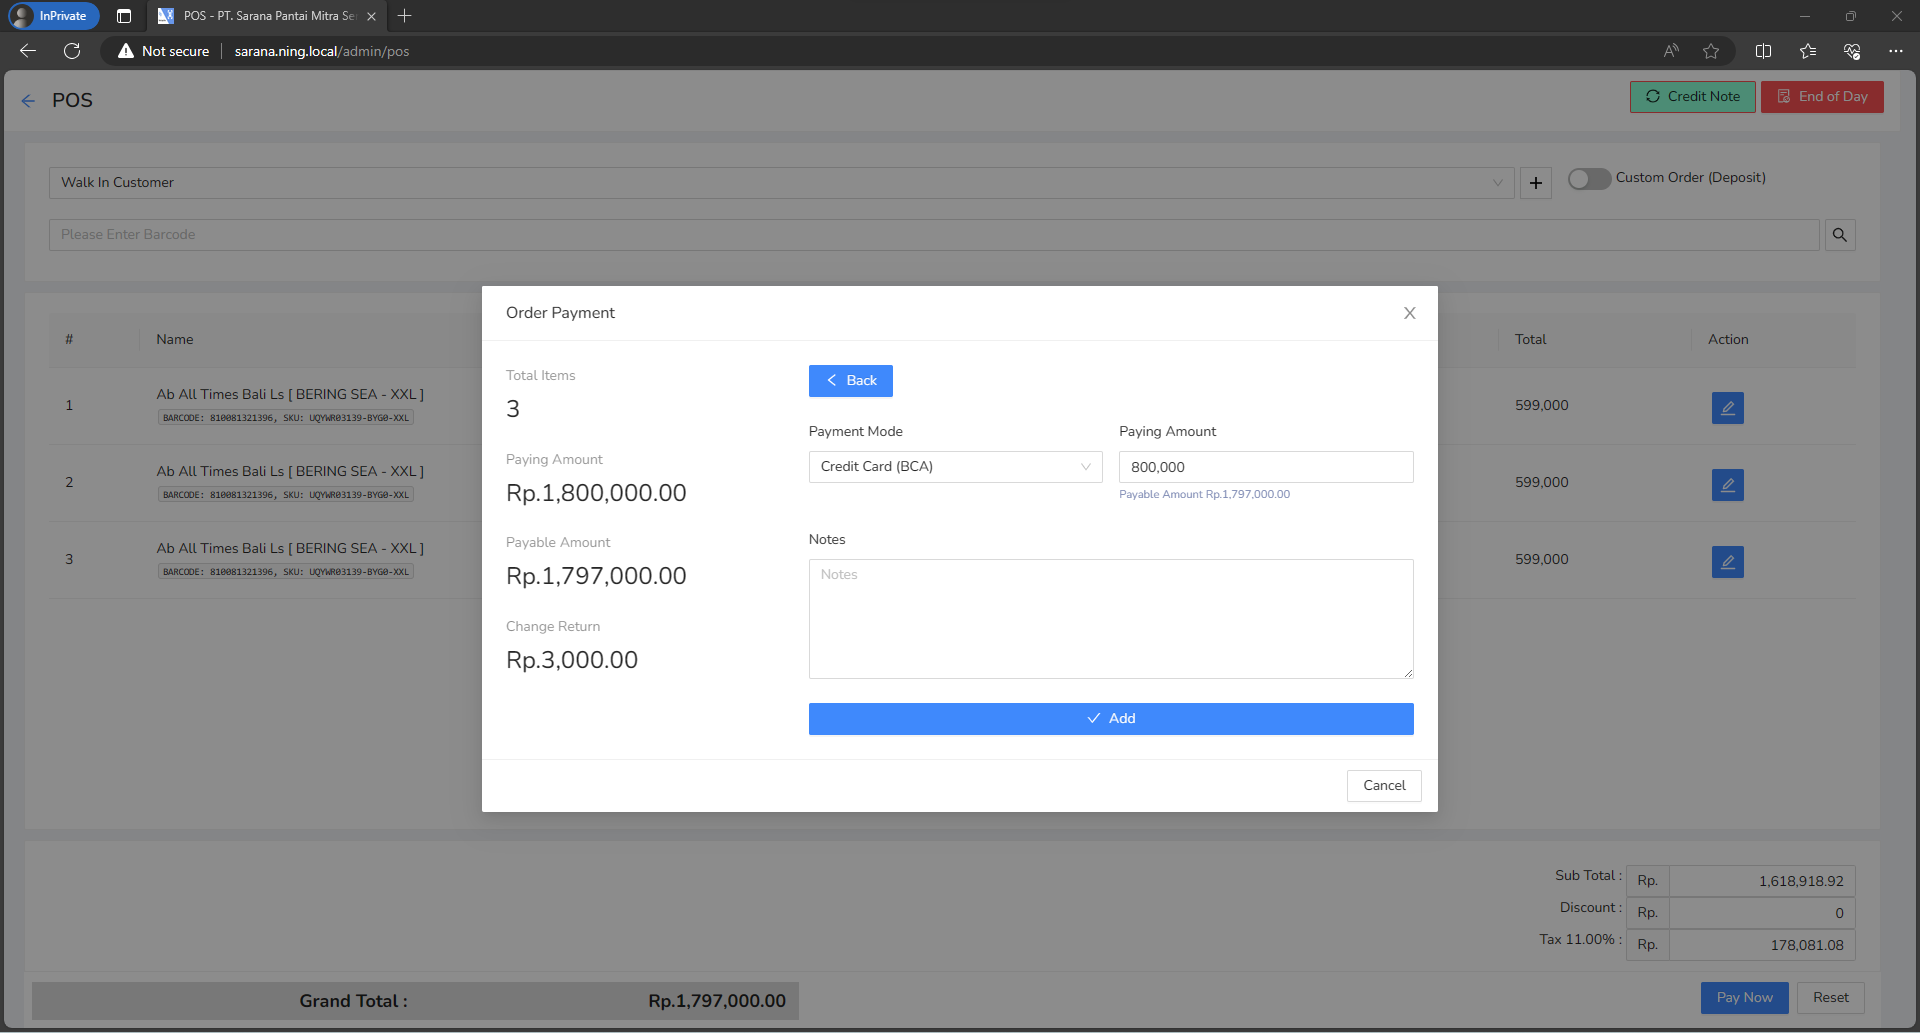 InPrivate
POS - PT. Sarana Pantai Mitra Se
Not secure
sarana.ning.local/admin/pos
POS
Credit Note
End of Day
Walk In Customer
Custom Order (Deposit)
Please Enter Barcode
# Name Total Action
1 Ab All Times Bali Ls [ BERING SEA - XXL ] 599,000
BARCODE: 810081321396, SKU: UQYWR03139-BYG0-XXL
2 Ab All Times Bali Ls [ BERING SEA - XXL ] 599,000
BARCODE: 810081321396, SKU: UQYWR03139-BYG0-XXL
3 Ab All Times Bali Ls [ BERING SEA - XXL ] 599,000
BARCODE: 810081321396, SKU: UQYWR03139-BYG0-XXL
Order Payment
Total Items
3
Paying Amount
Rp.1,800,000.00
Payable Amount
Rp.1,797,000.00
Change Return
Rp.3,000.00
Back
Payment Mode
Credit Card (BCA)
Paying Amount
800,000
Payable Amount Rp.1,797,000.00
Notes
Notes
Add
Cancel
Sub Total : Rp. 1,618,918.92
Discount : Rp. 0
Tax 11.00% : Rp. 178,081.08
Grand Total : Rp.1,797,000.00
Pay Now
Reset